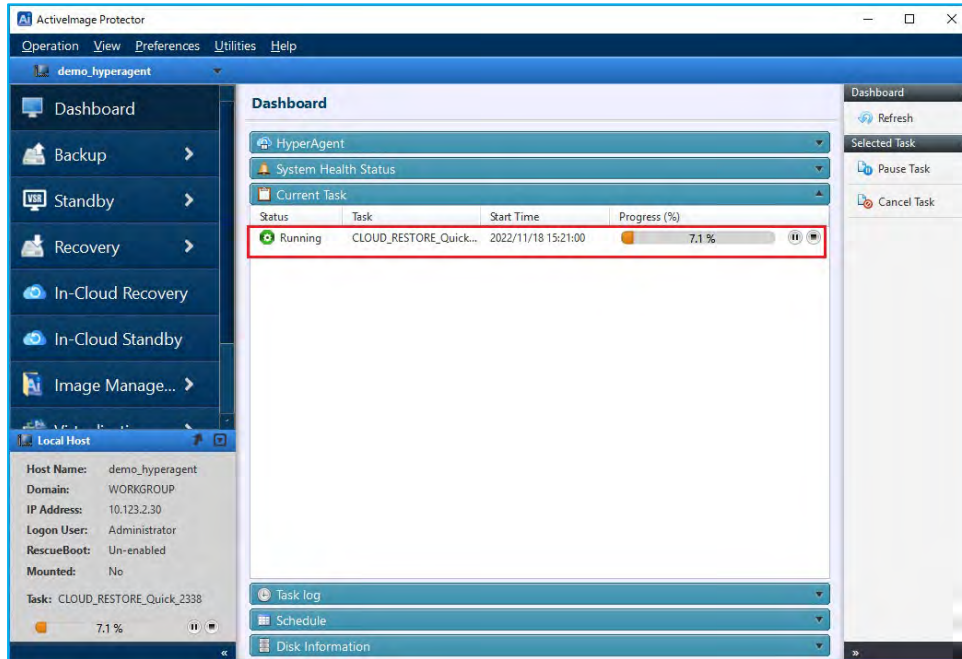 Ai ActiveImage Protector
Operation View Preferences Utilities Help
demo_hyperagent
Dashboard
Backup
VSB Standby
Recovery
In-Cloud Recovery
In-Cloud Standby
Ai Image Manage...
Local Host
Host Name: demo_hyperagent
Domain: WORKGROUP
IP Address: 10.123.2.30
Logon User: Administrator
RescueBoot: Un-enabled
Mounted: No
Task: CLOUD_RESTORE_Quick_2338
7.1 %
«
Dashboard
HyperAgent
System Health Status
Current Task
Status Task Start Time Progress (%)
Running CLOUD_RESTORE_Quick... 2022/11/18 15:21:00 7.1 %
Task log
Schedule
Disk Information
Dashboard
Refresh
Selected Task
Pause Task
Cancel Task
»